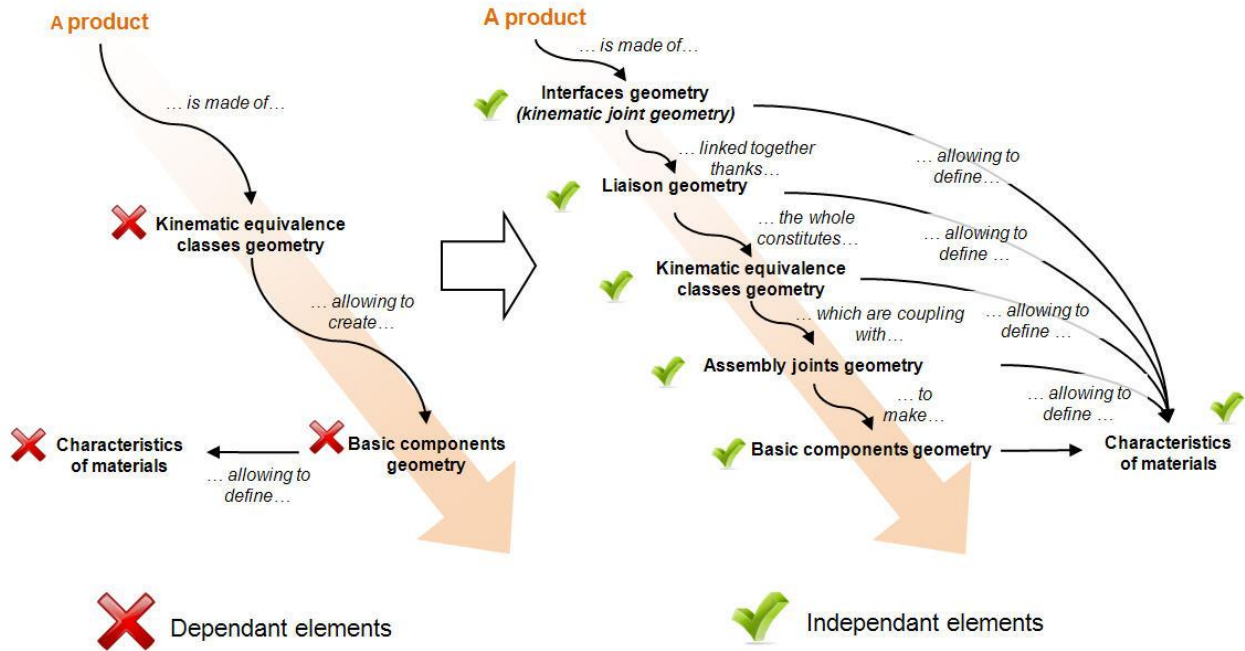 A product
… is made of…
Kinematic equivalence
classes geometry
… allowing to
create…
Basic components
geometry
… allowing to
define…
Characteristics
of materials
Dependant elements
A product
… is made of…
Interfaces geometry
(kinematic joint geometry)
… linked together
thanks…
Liaison geometry
… the whole
constitutes…
Kinematic equivalence
classes geometry
… which are coupling
with…
Assembly joints geometry
… to
make…
Basic components geometry
… allowing to
define…
… allowing to
define …
… allowing to
define …
… allowing to
define …
Characteristics
of materials
Independant elements